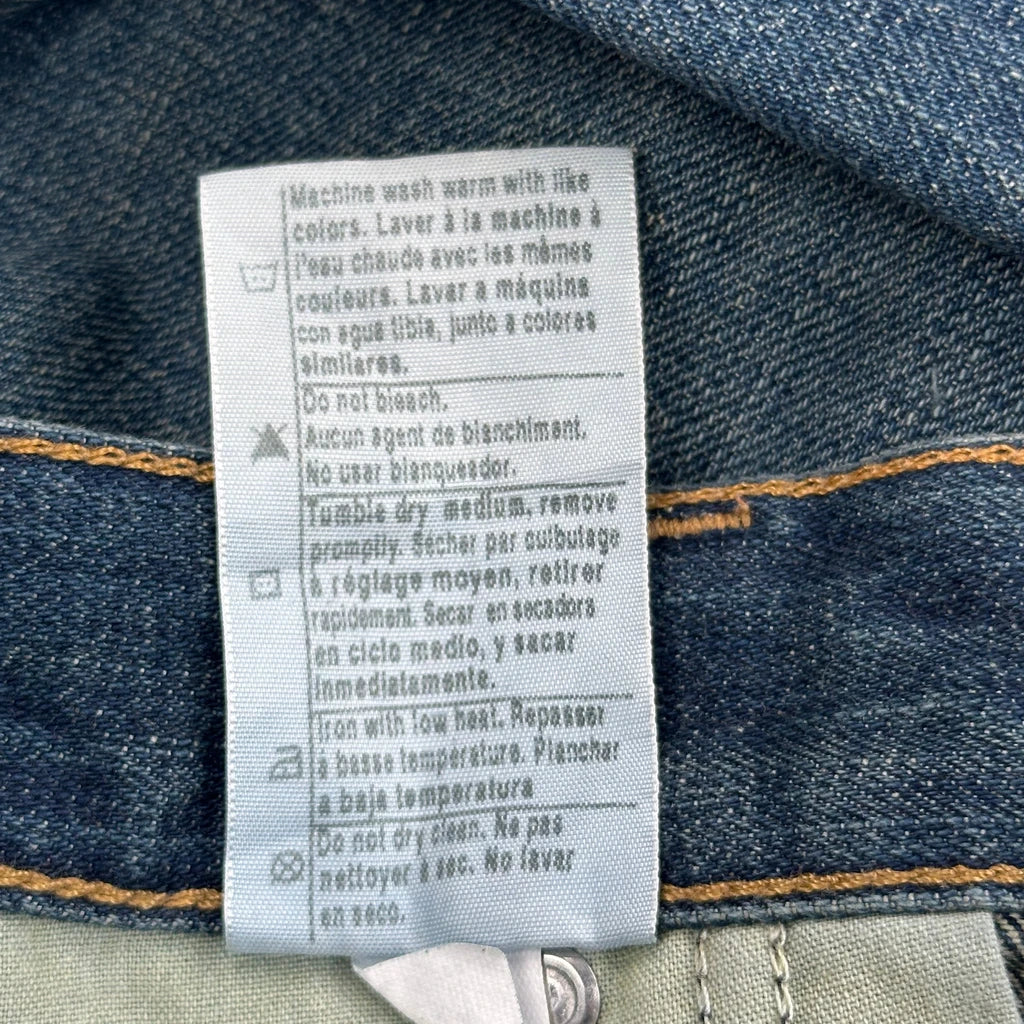 Machine wash warm with like
colors. Laver à la machine à
l'eau chaude avec les mêmes
couleurs. Lavar a máquina
con agua tibia, junto a colores
similares.
Do not bleach.
Aucun agent de blanchiment.
No usar blanqueador.
Tumble dry medium, remove
promptly. Sécher par culbutage
à réglage moyen, retirer
rapidement. Secar en secadora
en ciclo medio, y sacar
inmediatamente.
Iron with low heat. Repasser
à basse température. Planchar
a baja temperatura
Do not dry clean. Ne pas
nettoyer à sec. No lavar
en seco.